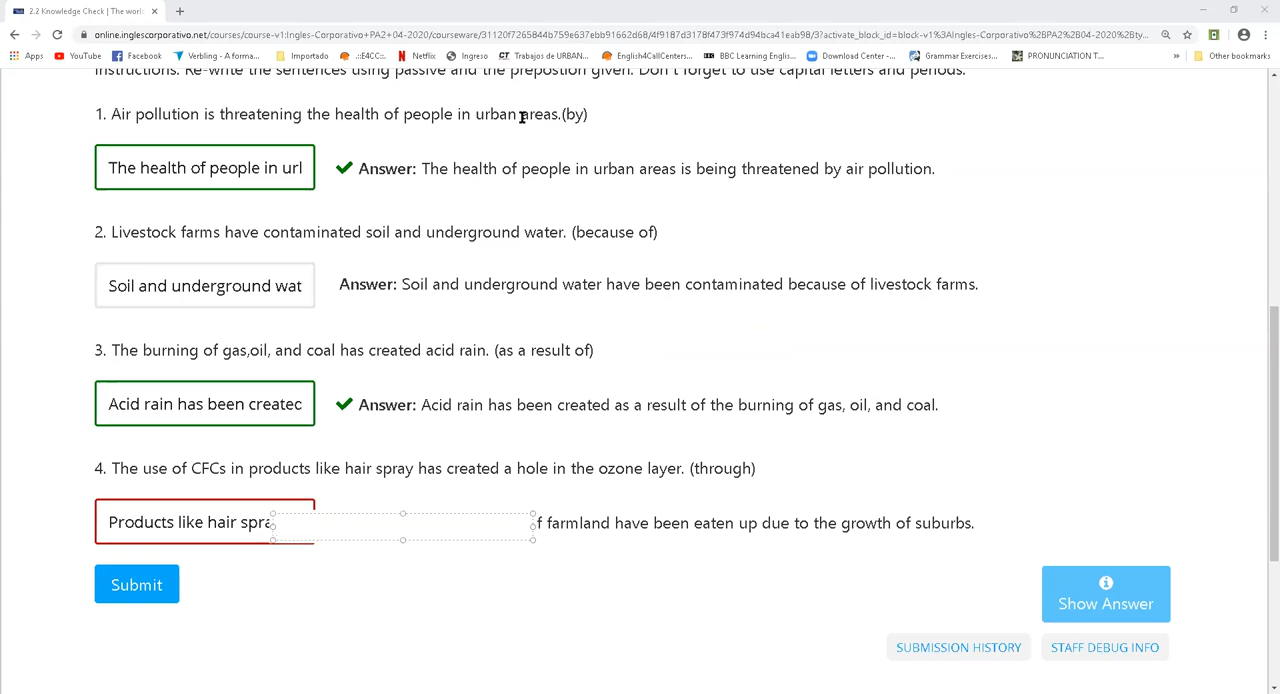 2.2 Knowledge Check | The worl
online.inglescorporativo.net/courses/course-v1:Ingles-Corporativo+PA2+04-2020/courseware/31120f7265844b759e637ebb91662d68/4f9187d3178f473f974d94bca41eab98/3?activate_block_id=block-v1%3AIngles-Corporativo%2BPA2%2B04-2020%2Bty...
Apps YouTube Facebook Verbling - A forma... Importado .::E4CC::. Netflix Ingreso Trabajos de URBAN... English4CallCenters... BBC Learning English... Download Center -... Grammar Exercises... PRONUNCIATION T... » Other bookmarks
Instructions. Re-write the sentences using passive and the prepostion given. Don't forget to use capital letters and periods.
1. Air pollution is threatening the health of people in urban areas.(by)
The health of people in url
Answer: The health of people in urban areas is being threatened by air pollution.
2. Livestock farms have contaminated soil and underground water. (because of)
Soil and underground wat
Answer: Soil and underground water have been contaminated because of livestock farms.
3. The burning of gas,oil, and coal has created acid rain. (as a result of)
Acid rain has been created
Answer: Acid rain has been created as a result of the burning of gas, oil, and coal.
4. The use of CFCs in products like hair spray has created a hole in the ozone layer. (through)
Products like hair spra
f farmland have been eaten up due to the growth of suburbs.
Submit
Show Answer
SUBMISSION HISTORY
STAFF DEBUG INFO